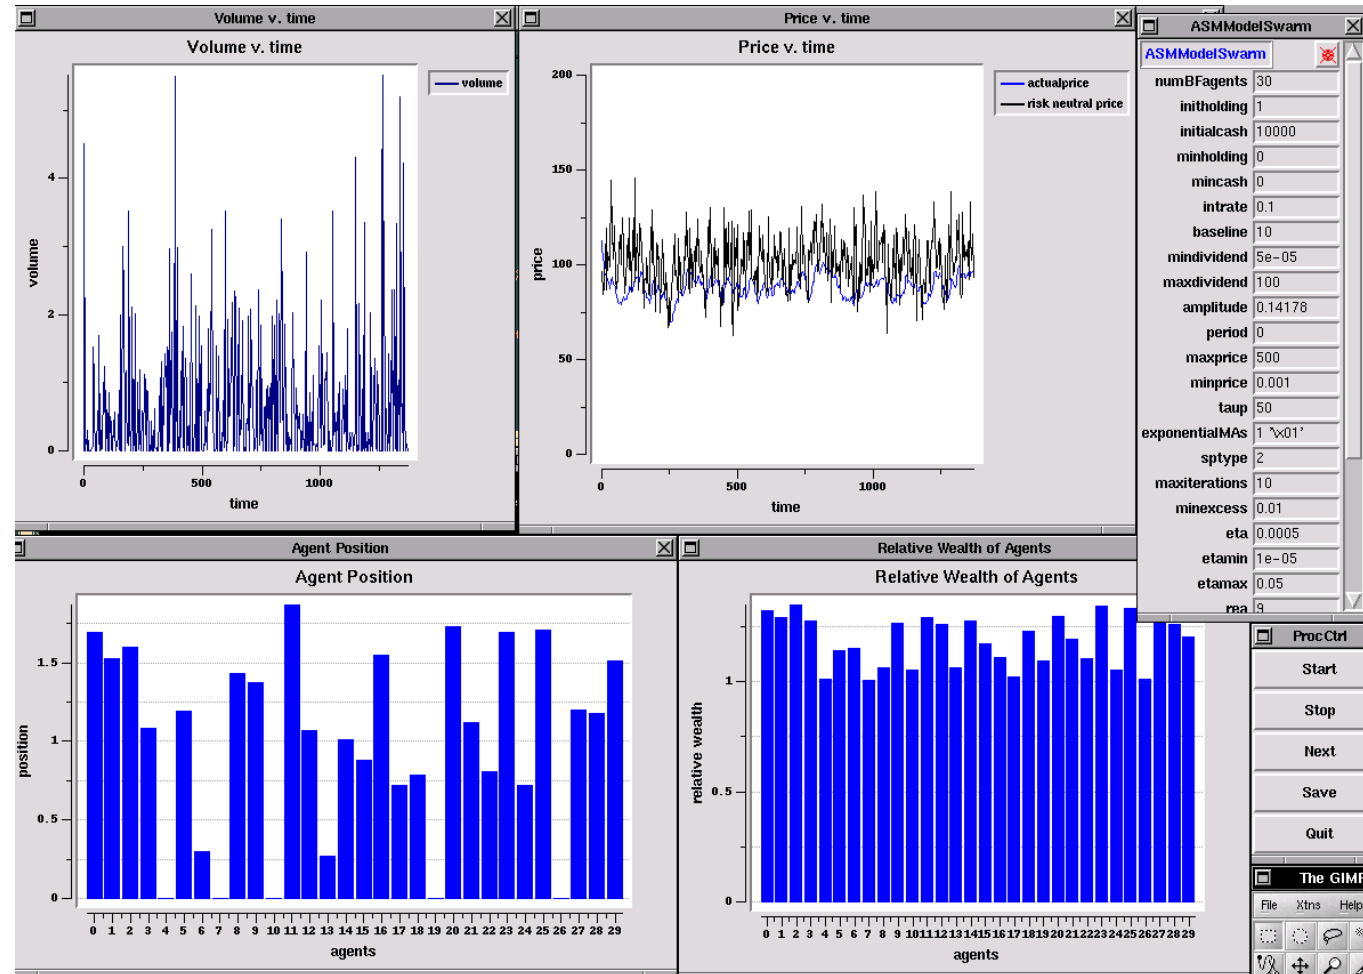 Volume v. time
Volume v. time
volume
4
2
0
volume
0
500
1000
time
Price v. time
Price v. time
actualprice
risk neutral price
200
150
100
50
0
price
0
500
1000
time
ASMModelSwarm
ASMModelSwarm
numBFagents 30
initholding 1
initialcash 10000
minholding 0
mincash 0
intrate 0.1
baseline 10
mindividend 5e-05
maxdividend 100
amplitude 0.14178
period 0
maxprice 500
minprice 0.001
taup 50
exponentialMAs 1 '\x01'
sptype 2
maxiterations 10
minexcess 0.01
eta 0.0005
etamin 1e-05
etamax 0.05
rea 9
Agent Position
Agent Position
1.5
1
0.5
0
position
0 1 2 3 4 5 6 7 8 9 10 11 12 13 14 15 16 17 18 19 20 21 22 23 24 25 26 27 28 29
agents
Relative Wealth of Agents
Relative Wealth of Agents
1
0.5
0
relative wealth
0 1 2 3 4 5 6 7 8 9 10 11 12 13 14 15 16 17 18 19 20 21 22 23 24 25 26 27 28 29
agents
ProcCtrl
Start
Stop
Next
Save
Quit
The GIM
File Xtns Help